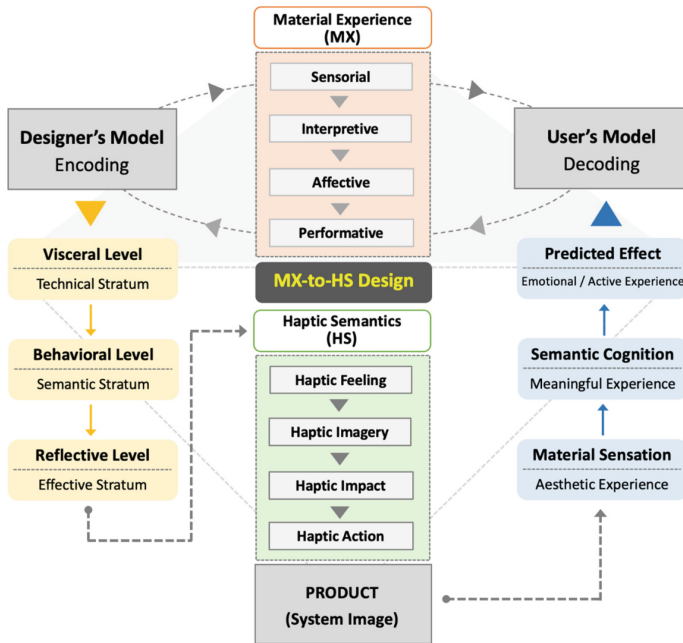 Material Experience
(MX)
Sensorial
Interpretive
Affective
Performative
Designer's Model
Encoding
User's Model
Decoding
Visceral Level
Technical Stratum
Behavioral Level
Semantic Stratum
Reflective Level
Effective Stratum
MX-to-HS Design
Haptic Semantics
(HS)
Haptic Feeling
Haptic Imagery
Haptic Impact
Haptic Action
PRODUCT
(System Image)
Predicted Effect
Emotional / Active Experience
Semantic Cognition
Meaningful Experience
Material Sensation
Aesthetic Experience